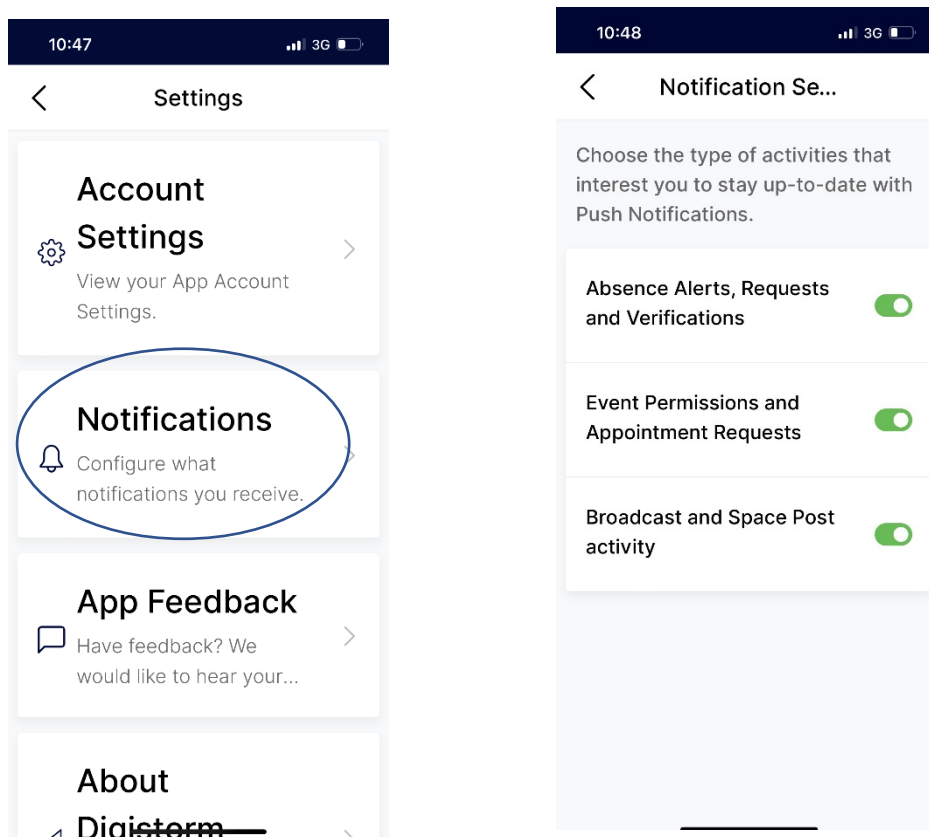 10:47
3G
Settings
Account
Settings
View your App Account
Settings.
Notifications
Configure what
notifications you receive.
App Feedback
Have feedback? We
would like to hear your...
About
Digistorm
10:48
3G
Notification Se...
Choose the type of activities that
interest you to stay up-to-date with
Push Notifications.
Absence Alerts, Requests
and Verifications
Event Permissions and
Appointment Requests
Broadcast and Space Post
activity